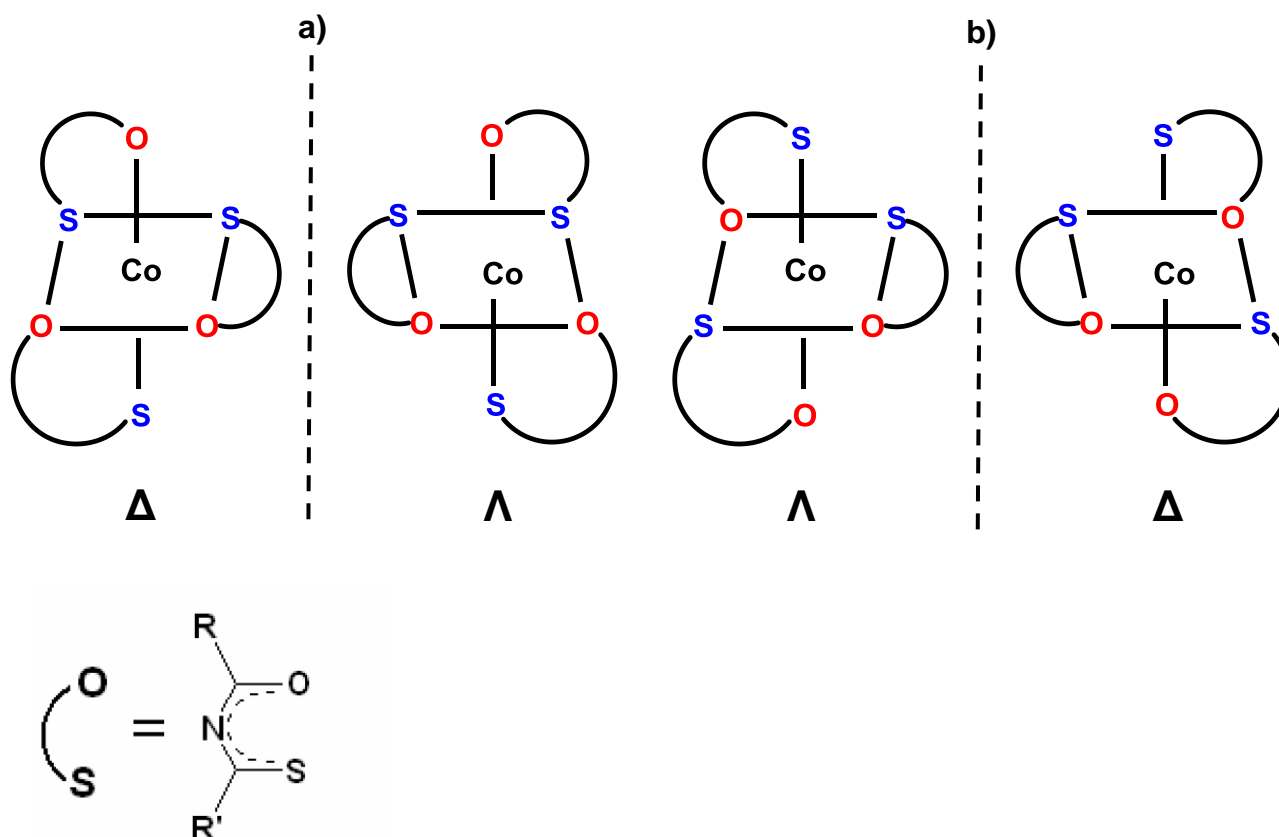 a) b)
O O S S
S S S S O S S O
Co Co Co Co
O O O O S O O S
S S O O
Δ Λ Λ Δ
R
O O
N
S = S
R'